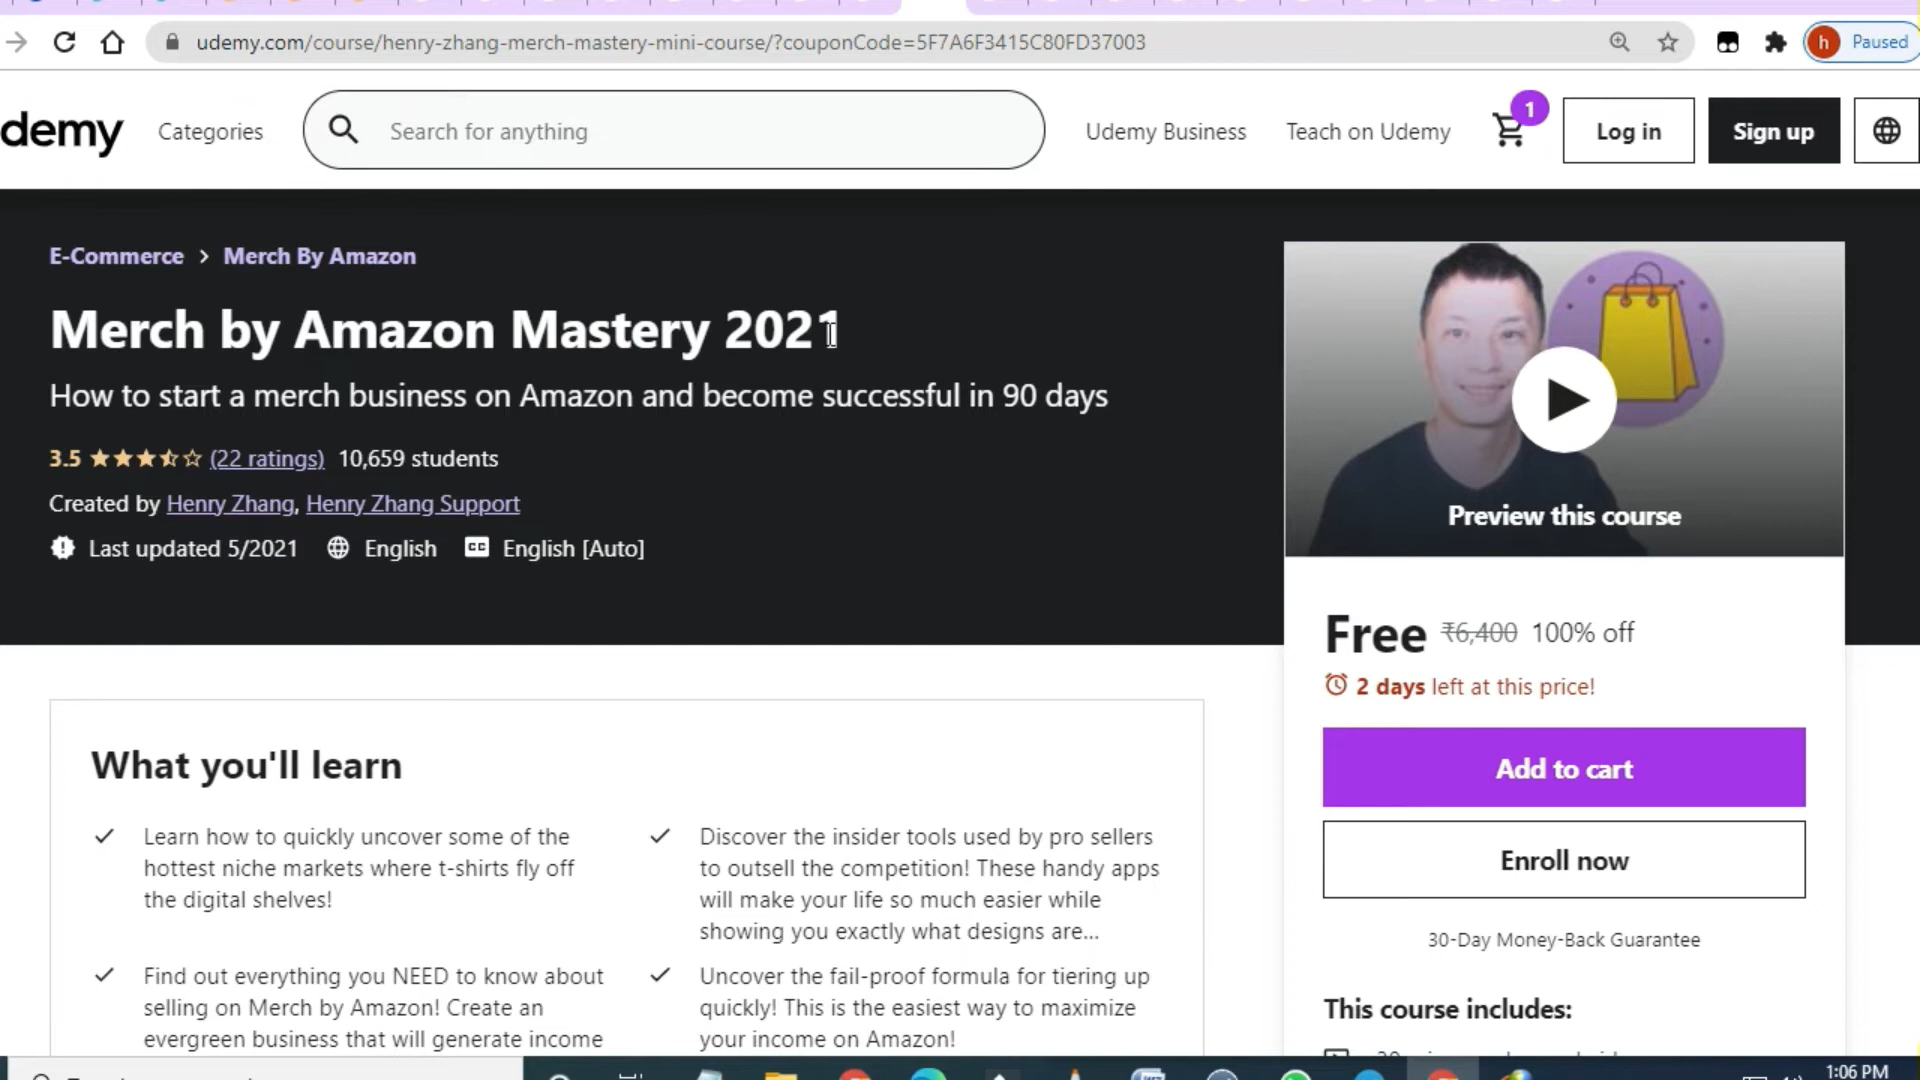 udemy.com/course/henry-zhang-merch-mastery-mini-course/?couponCode=5F7A6F3415C80FD37003
h Paused
demy
Categories
Search for anything
Udemy Business
Teach on Udemy
1
Log in
Sign up
E-Commerce > Merch By Amazon
Merch by Amazon Mastery 2021
How to start a merch business on Amazon and become successful in 90 days
3.5 (22 ratings) 10,659 students
Created by Henry Zhang, Henry Zhang Support
Last updated 5/2021 English CC English [Auto]
Preview this course
Free ₹6,400 100% off
2 days left at this price!
Add to cart
Enroll now
30-Day Money-Back Guarantee
This course includes:
What you'll learn
Learn how to quickly uncover some of the
hottest niche markets where t-shirts fly off
the digital shelves!
Discover the insider tools used by pro sellers
to outsell the competition! These handy apps
will make your life so much easier while
showing you exactly what designs are...
Find out everything you NEED to know about
selling on Merch by Amazon! Create an
evergreen business that will generate income
Uncover the fail-proof formula for tiering up
quickly! This is the easiest way to maximize
your income on Amazon!
1:06 PM